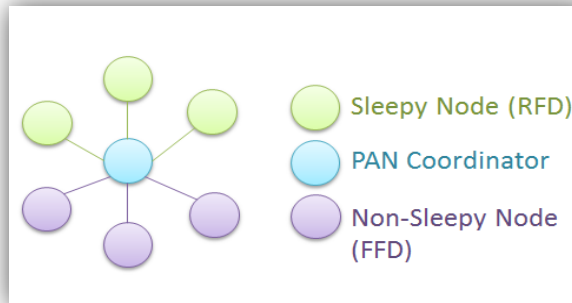 Sleepy Node (RFD)
PAN Coordinator
Non-Sleepy Node
(FFD)